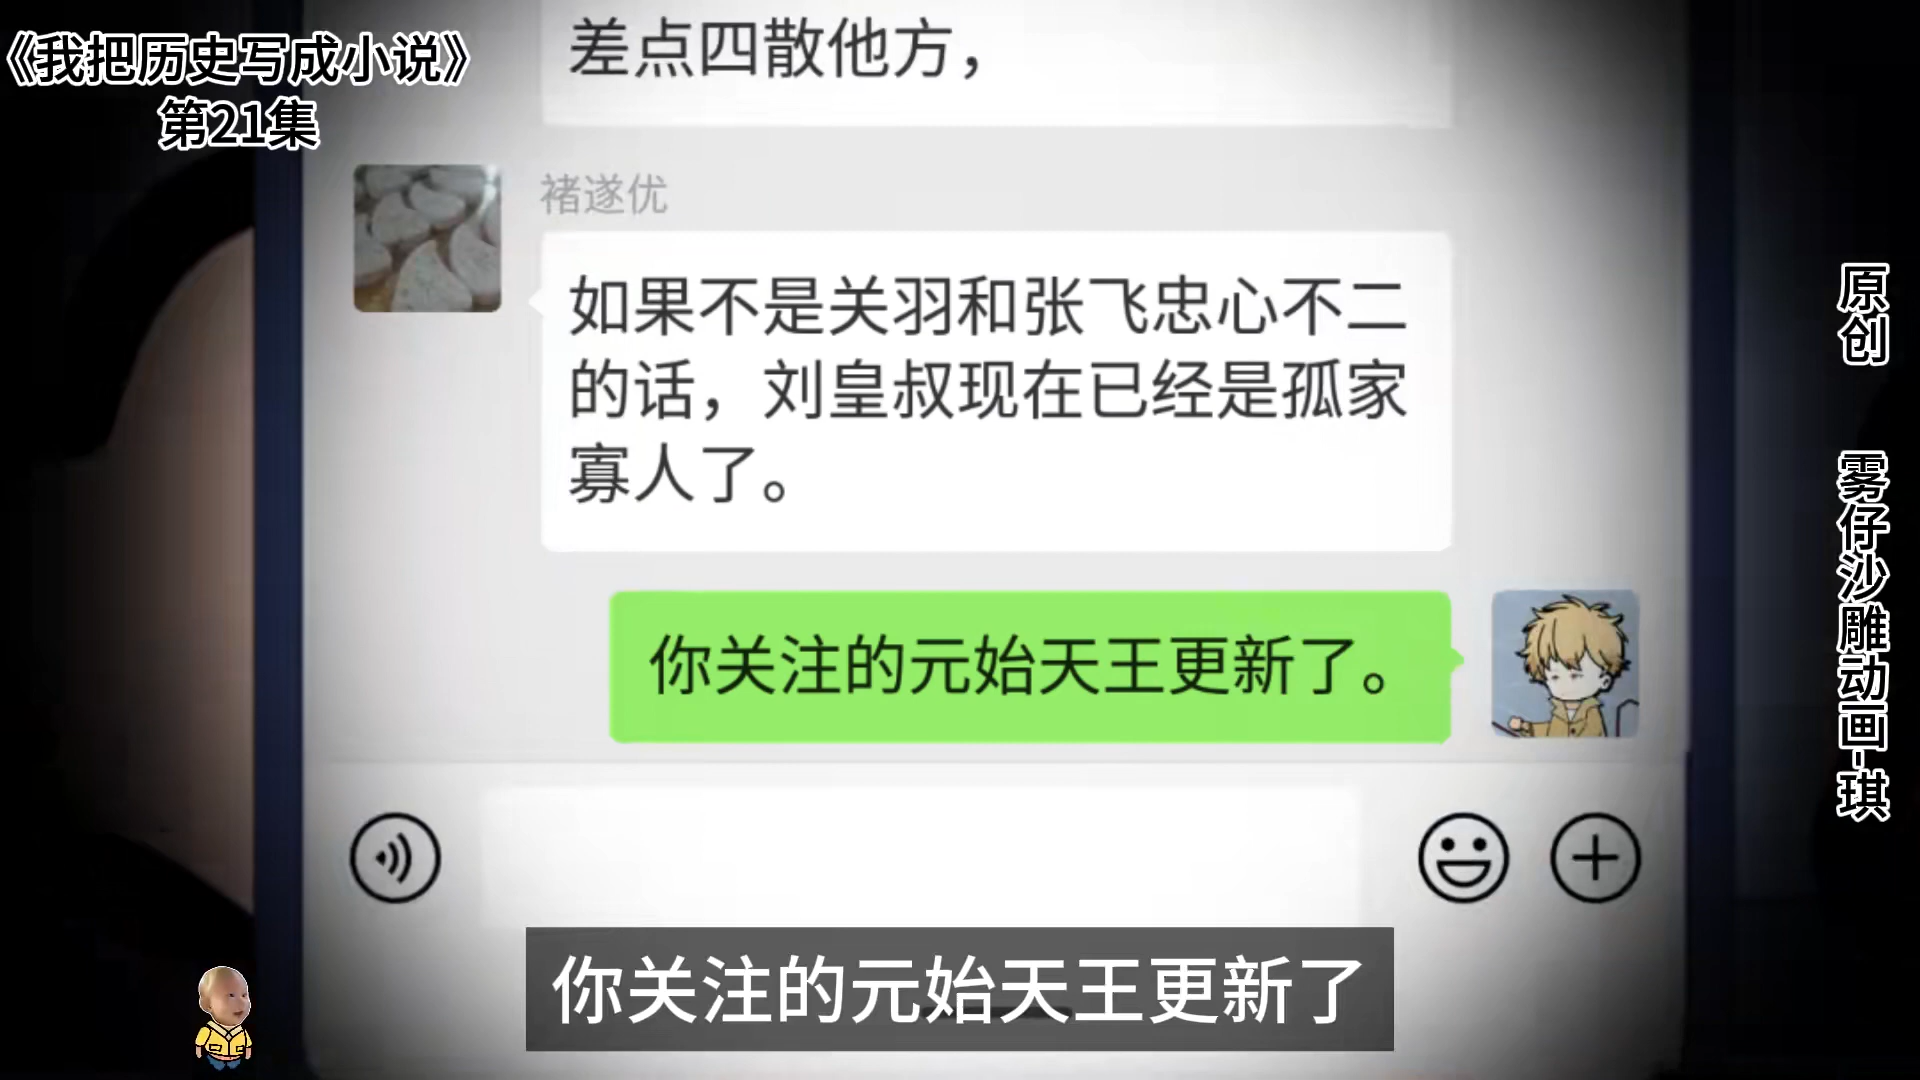 《我把历史写成小说》
第21集
差点四散他方，
褚遂优
如果不是关羽和张飞忠心不二
的话，刘皇叔现在已经是孤家
寡人了。
你关注的元始天王更新了。
你关注的元始天王更新了
原创 雾仔沙雕动画-琪